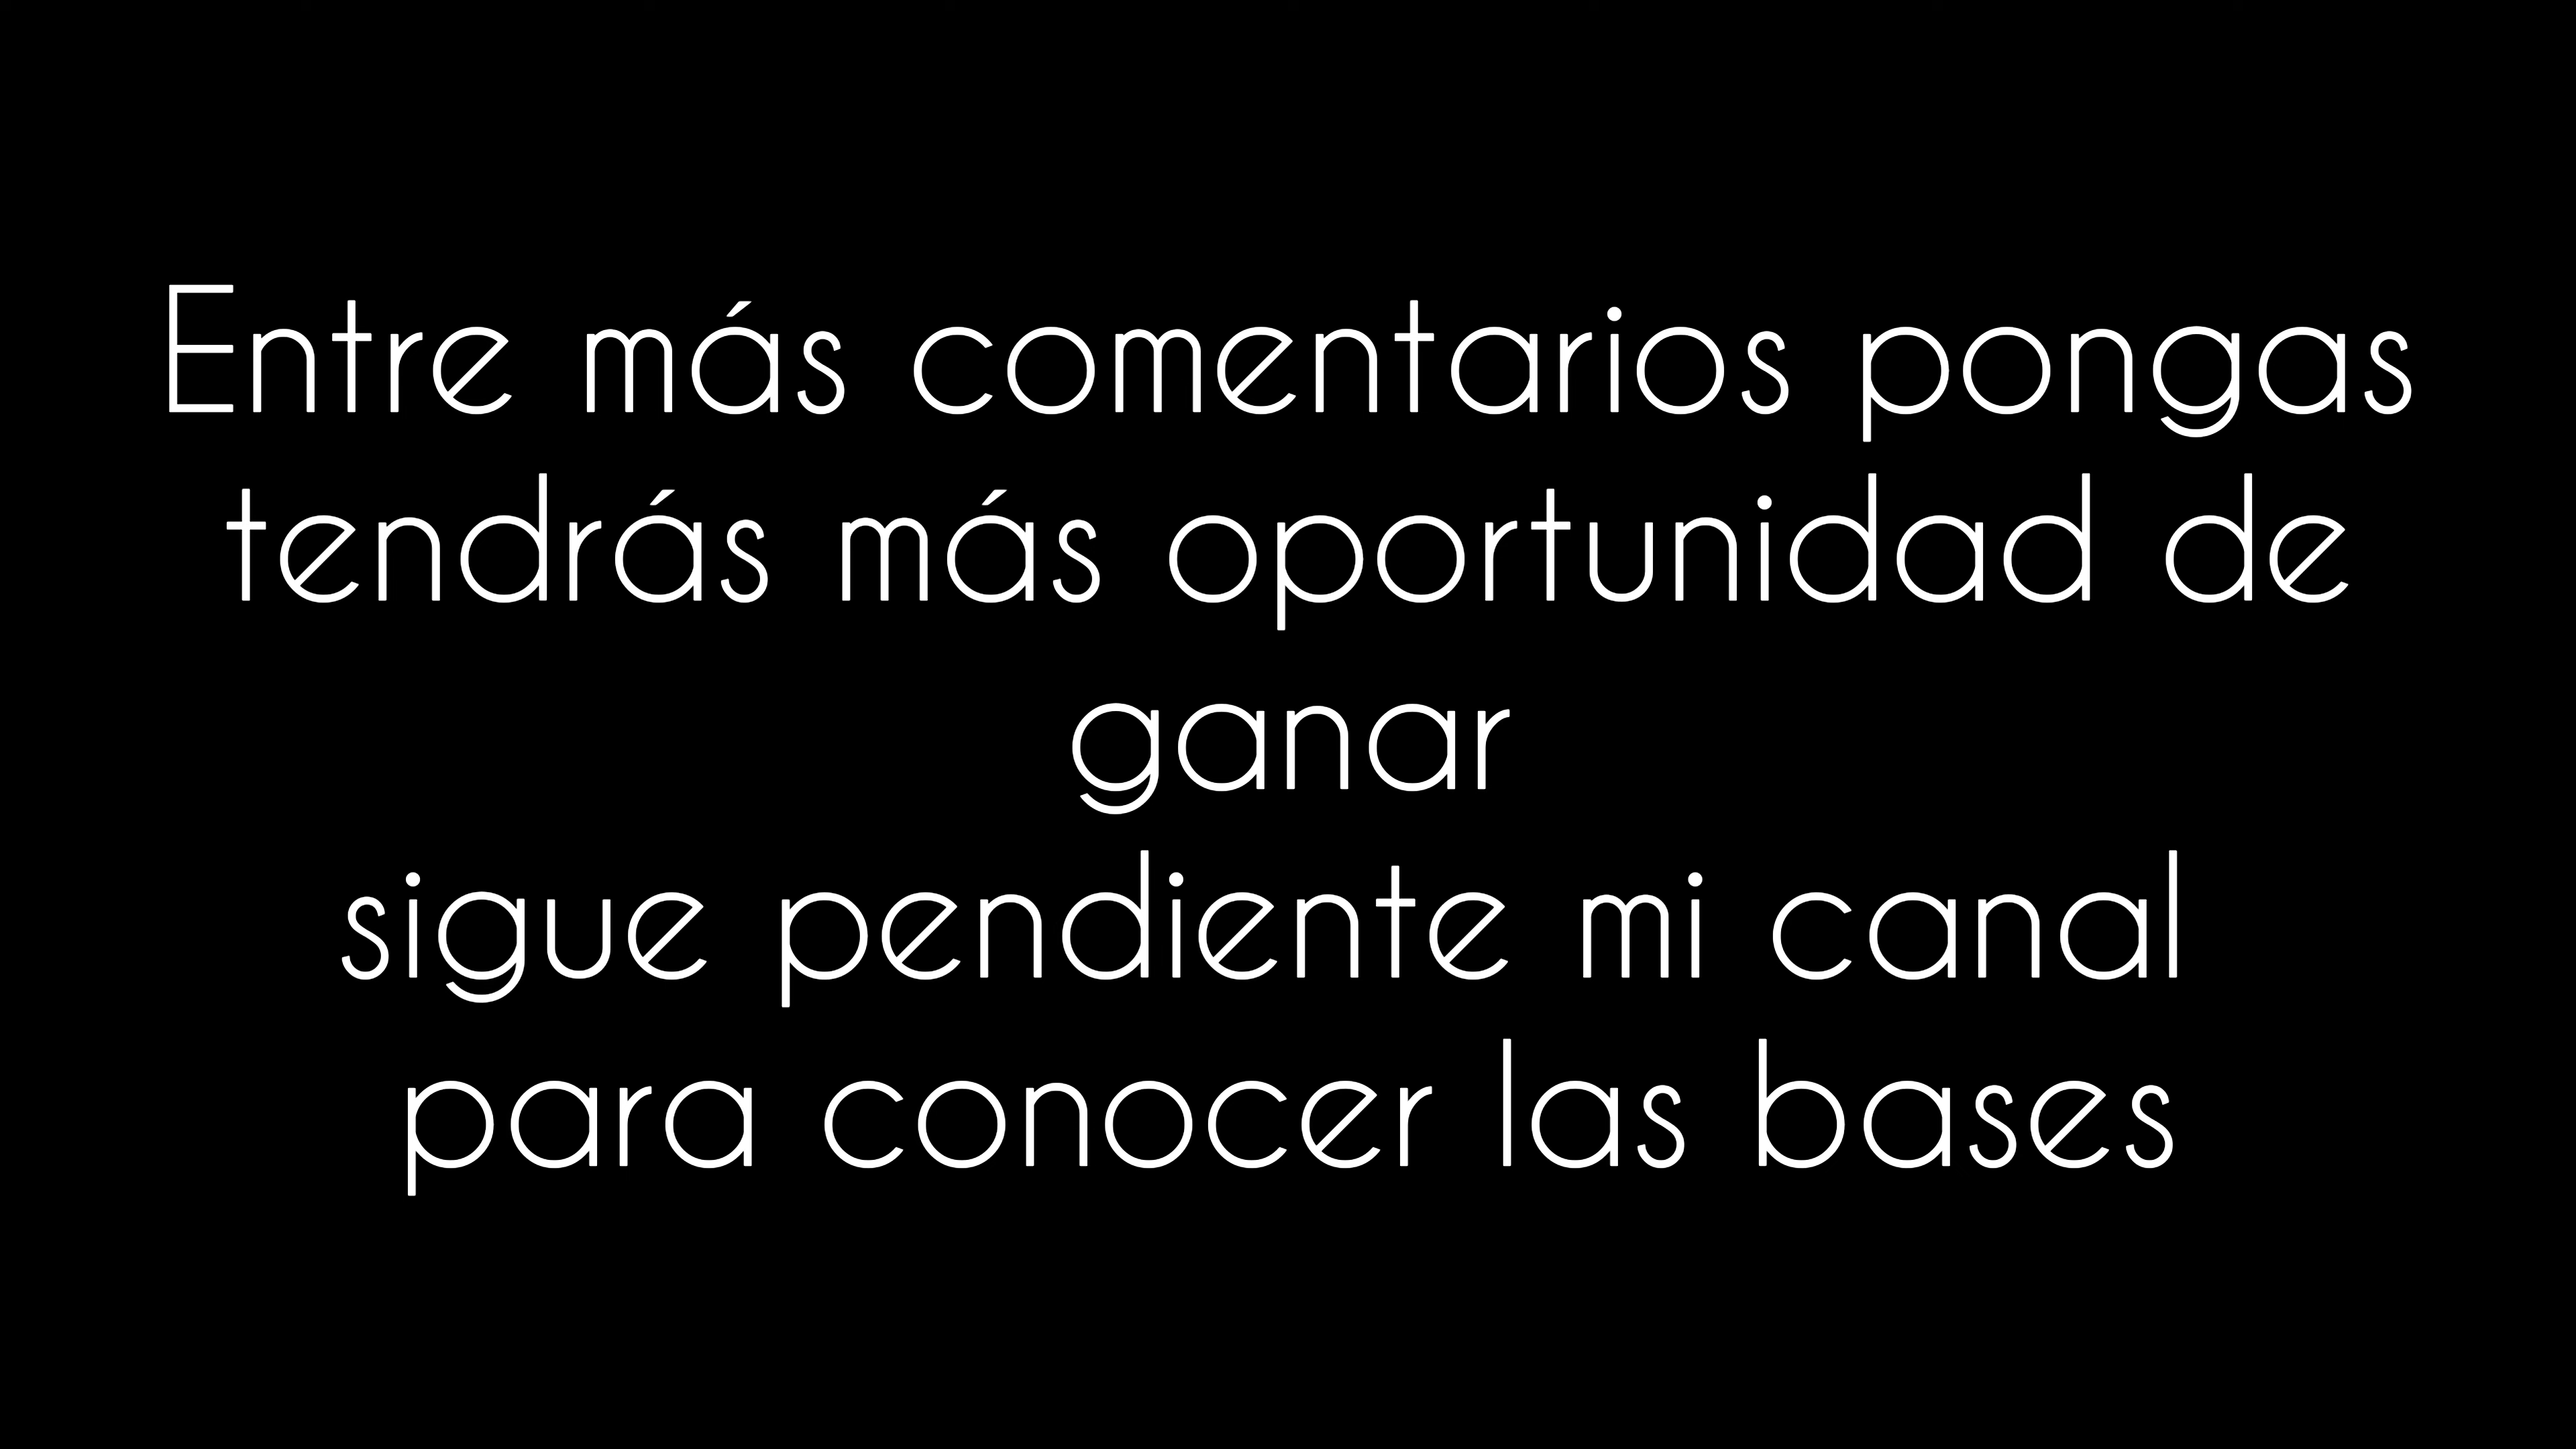 Entre más comentarios pongas
tendrás más oportunidad de
ganar
sigue pendiente mi canal
para conocer las bases